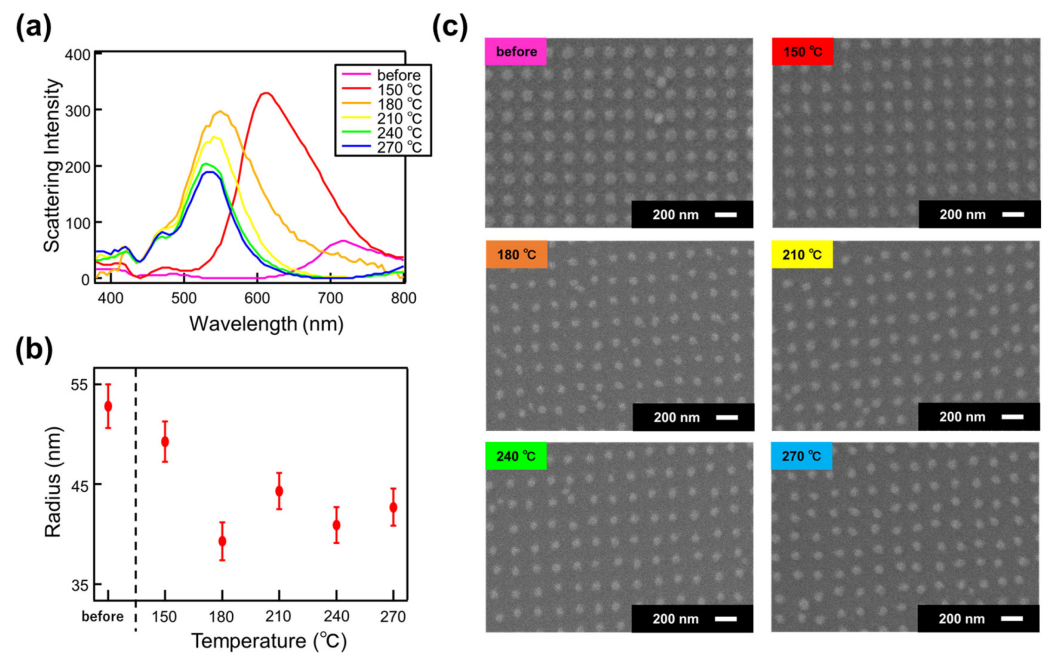 (a)
Scattering Intensity
400
300
200
100
0
before
150 ℃
180 ℃
210 ℃
240 ℃
270 ℃
400 500 600 700 800
Wavelength (nm)
(b)
Radius (nm)
55
45
35
before 150 180 210 240 270
Temperature (℃)
(c)
before
200 nm
150 ℃
200 nm
180 ℃
200 nm
210 ℃
200 nm
240 ℃
200 nm
270 ℃
200 nm